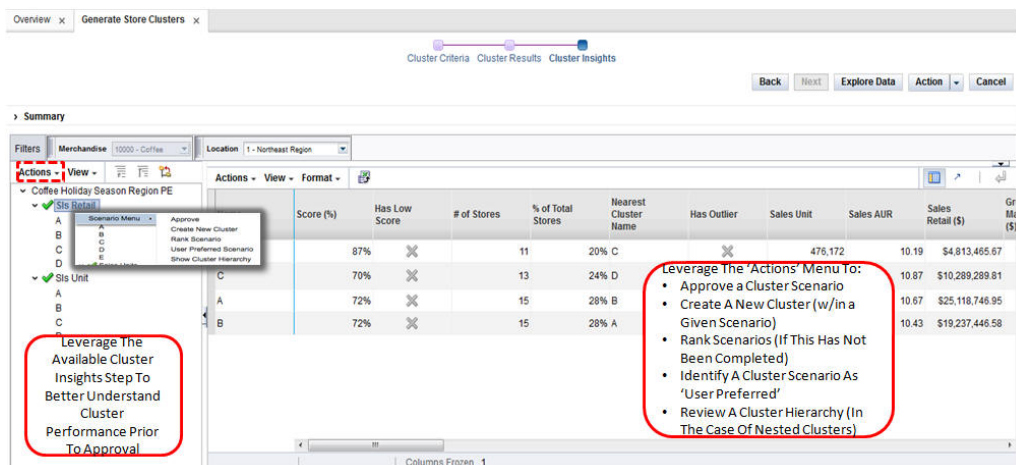 Overview x Generate Store Clusters x
Cluster Criteria Cluster Results Cluster Insights
Back Next Explore Data Action Cancel
Summary
Filters Merchandise 10000 - Coffee Location 1 - Northeast Region
Actions View
Actions View Format
Coffee Holiday Season Region PE
Sls Retail
A
B
C
D
Sls Unit
A
B
C
Scenario Menu
A
B
C
D
E
Sales Units
Approve
Create New Cluster
Rank Scenario
User Preferred Scenario
Show Cluster Hierarchy
Score (%) Has Low Score # of Stores % of Total Stores Nearest Cluster Name Has Outlier Sales Unit Sales AUR Sales Retail ($)
87% 11 20% C 476,172 10.19 $4,813,465.67
C 70% 13 24% D 10.87 $10,289,289.81
A 72% 15 28% B 10.67 $25,118,746.95
B 72% 15 28% A 10.43 $19,237,446.58
Leverage The
Available Cluster
Insights Step To
Better Understand
Cluster
Performance Prior
To Approval
Leverage The 'Actions' Menu To:
• Approve a Cluster Scenario
• Create A New Cluster (w/in a
Given Scenario)
• Rank Scenarios (If This Has Not
Been Completed)
• Identify A Cluster Scenario As
'User Preferred'
• Review A Cluster Hierarchy (In
The Case Of Nested Clusters)
Columns Frozen 1